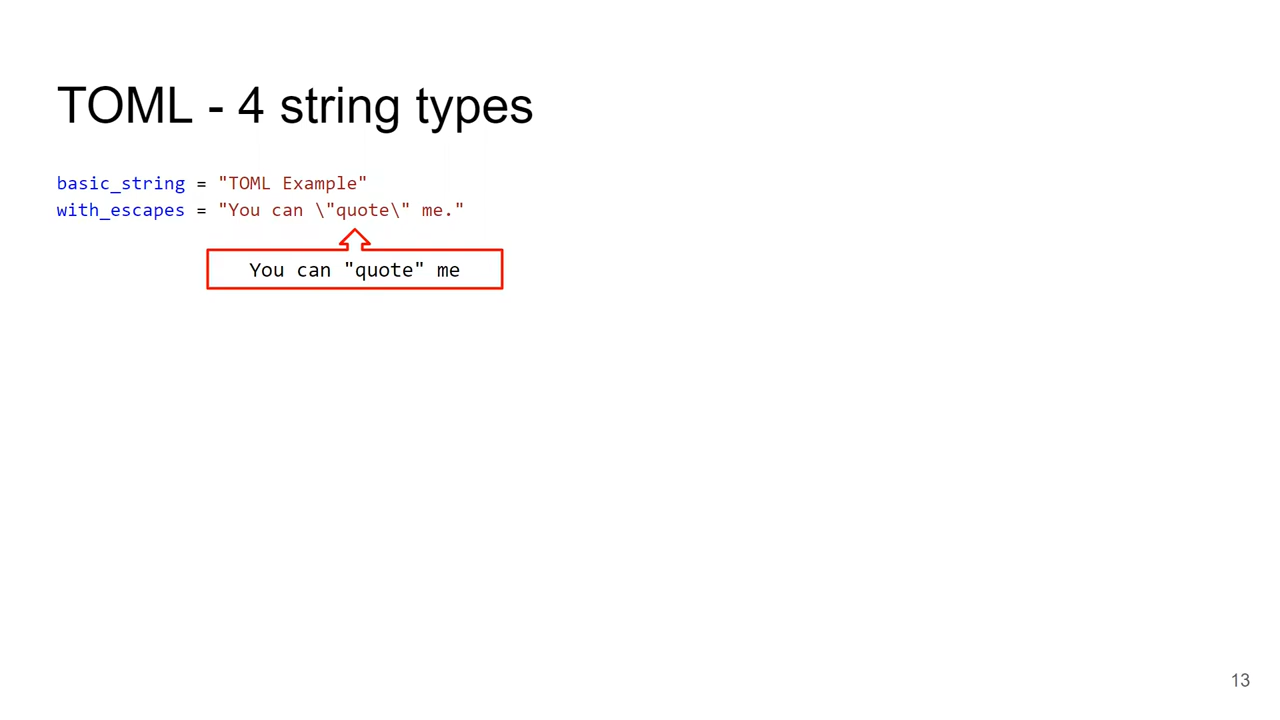 TOML - 4 string types
basic_string = "TOML Example"
with_escapes = "You can \"quote\" me."
You can "quote" me
13